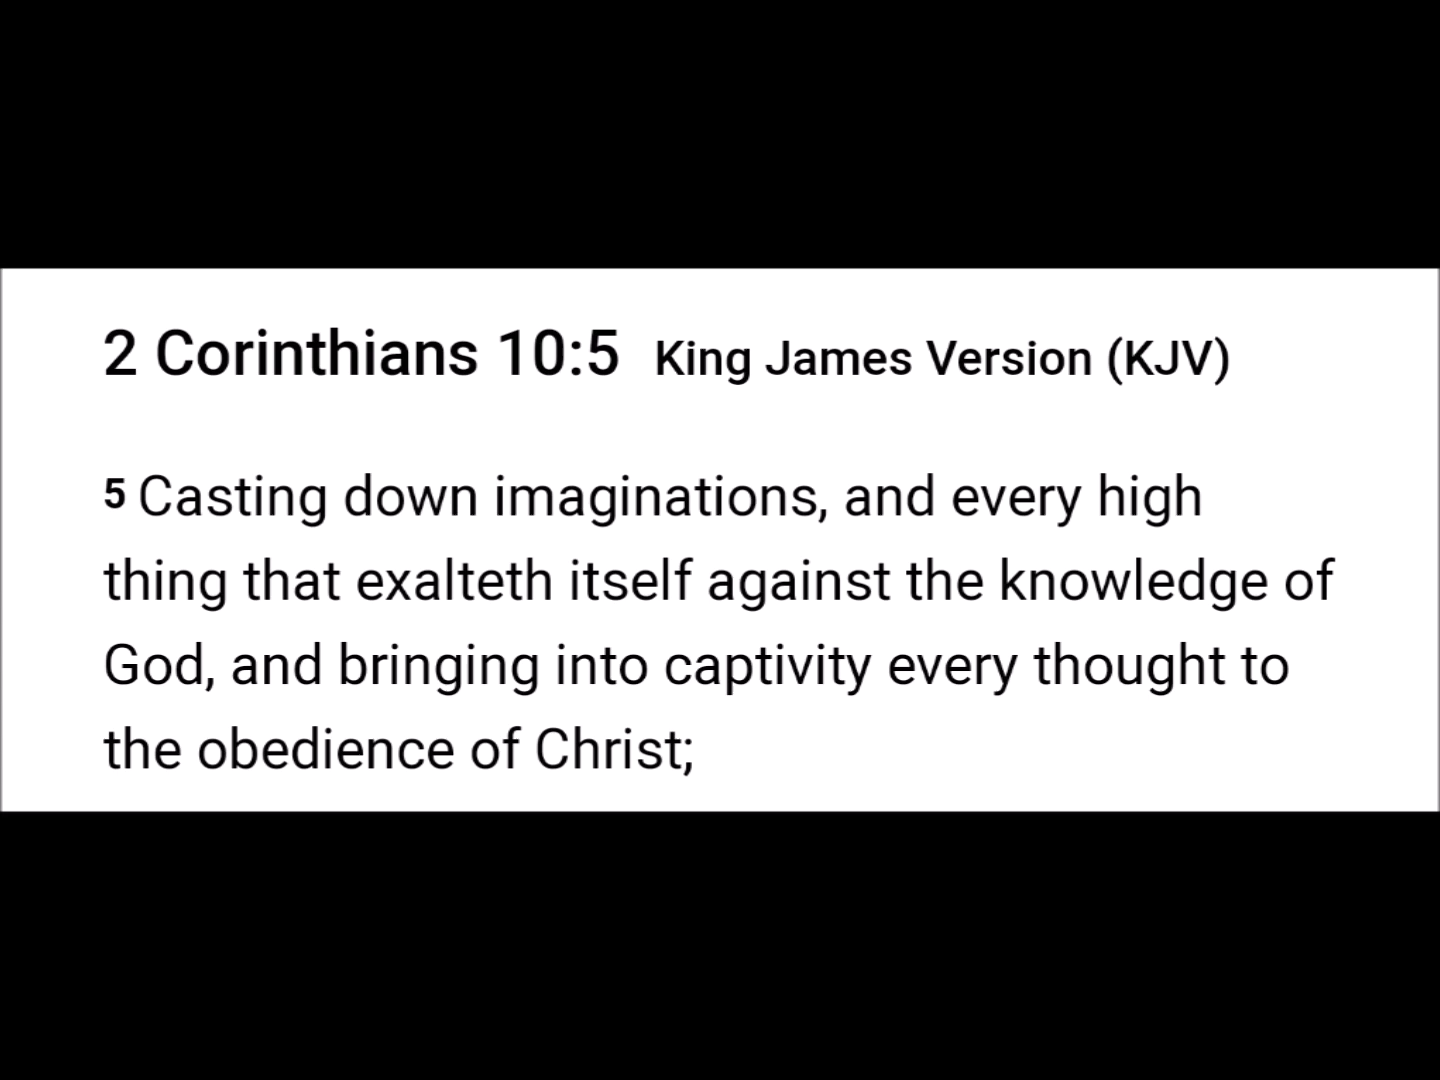 2 Corinthians 10:5 King James Version (KJV)
5 Casting down imaginations, and every high
thing that exalteth itself against the knowledge of
God, and bringing into captivity every thought to
the obedience of Christ;